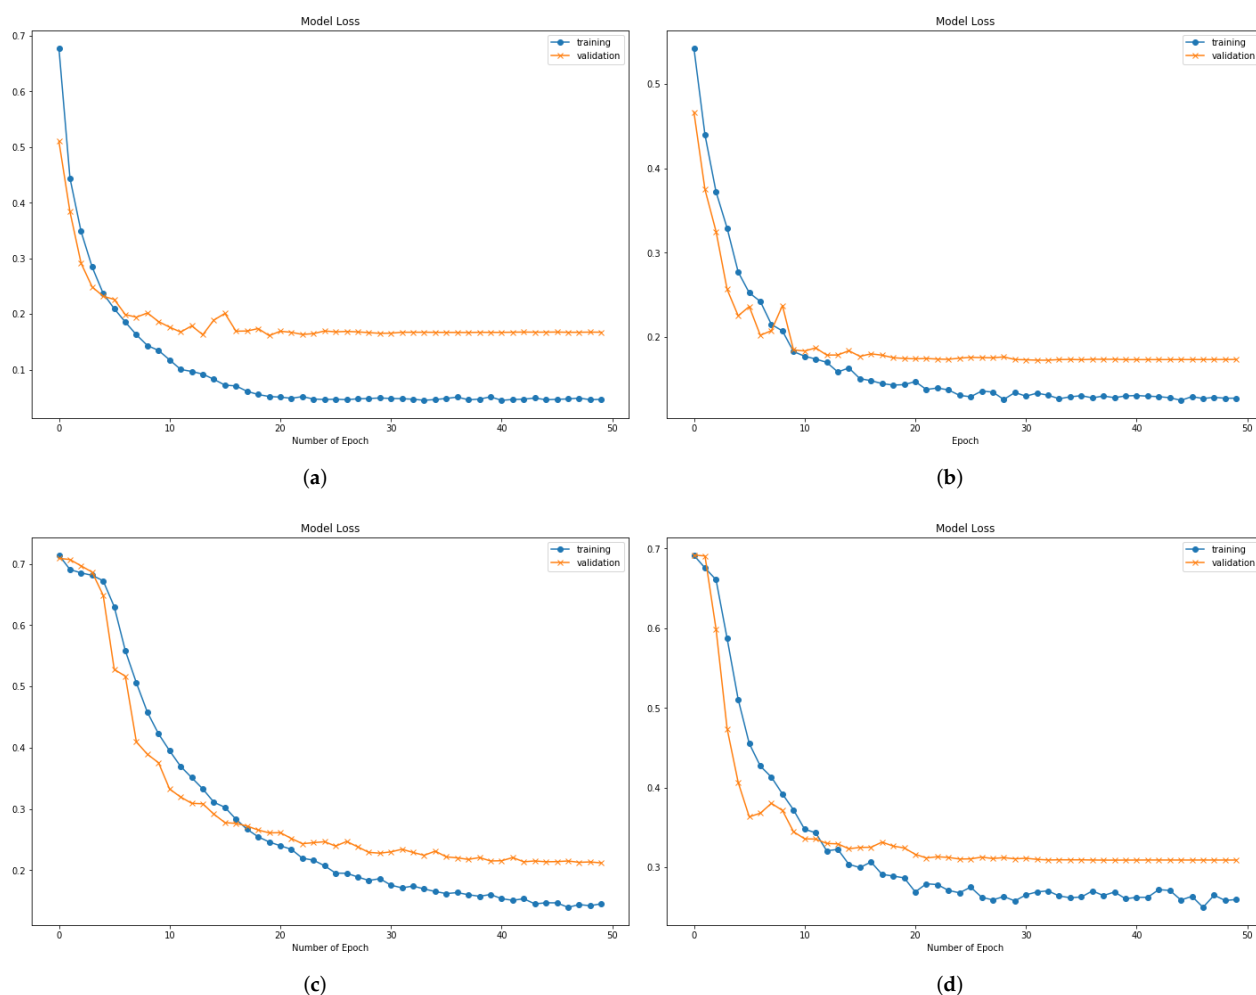 Model Loss
training
validation
0.7
0.6
0.5
0.4
0.3
0.2
0.1
0 10 20 30 40 50
Number of Epoch
(a)
Model Loss
training
validation
0.5
0.4
0.3
0.2
0 10 20 30 40 50
Epoch
(b)
Model Loss
training
validation
0.7
0.6
0.5
0.4
0.3
0.2
0 10 20 30 40 50
Number of Epoch
(c)
Model Loss
training
validation
0.7
0.6
0.5
0.4
0.3
0 10 20 30 40 50
Number of Epoch
(d)